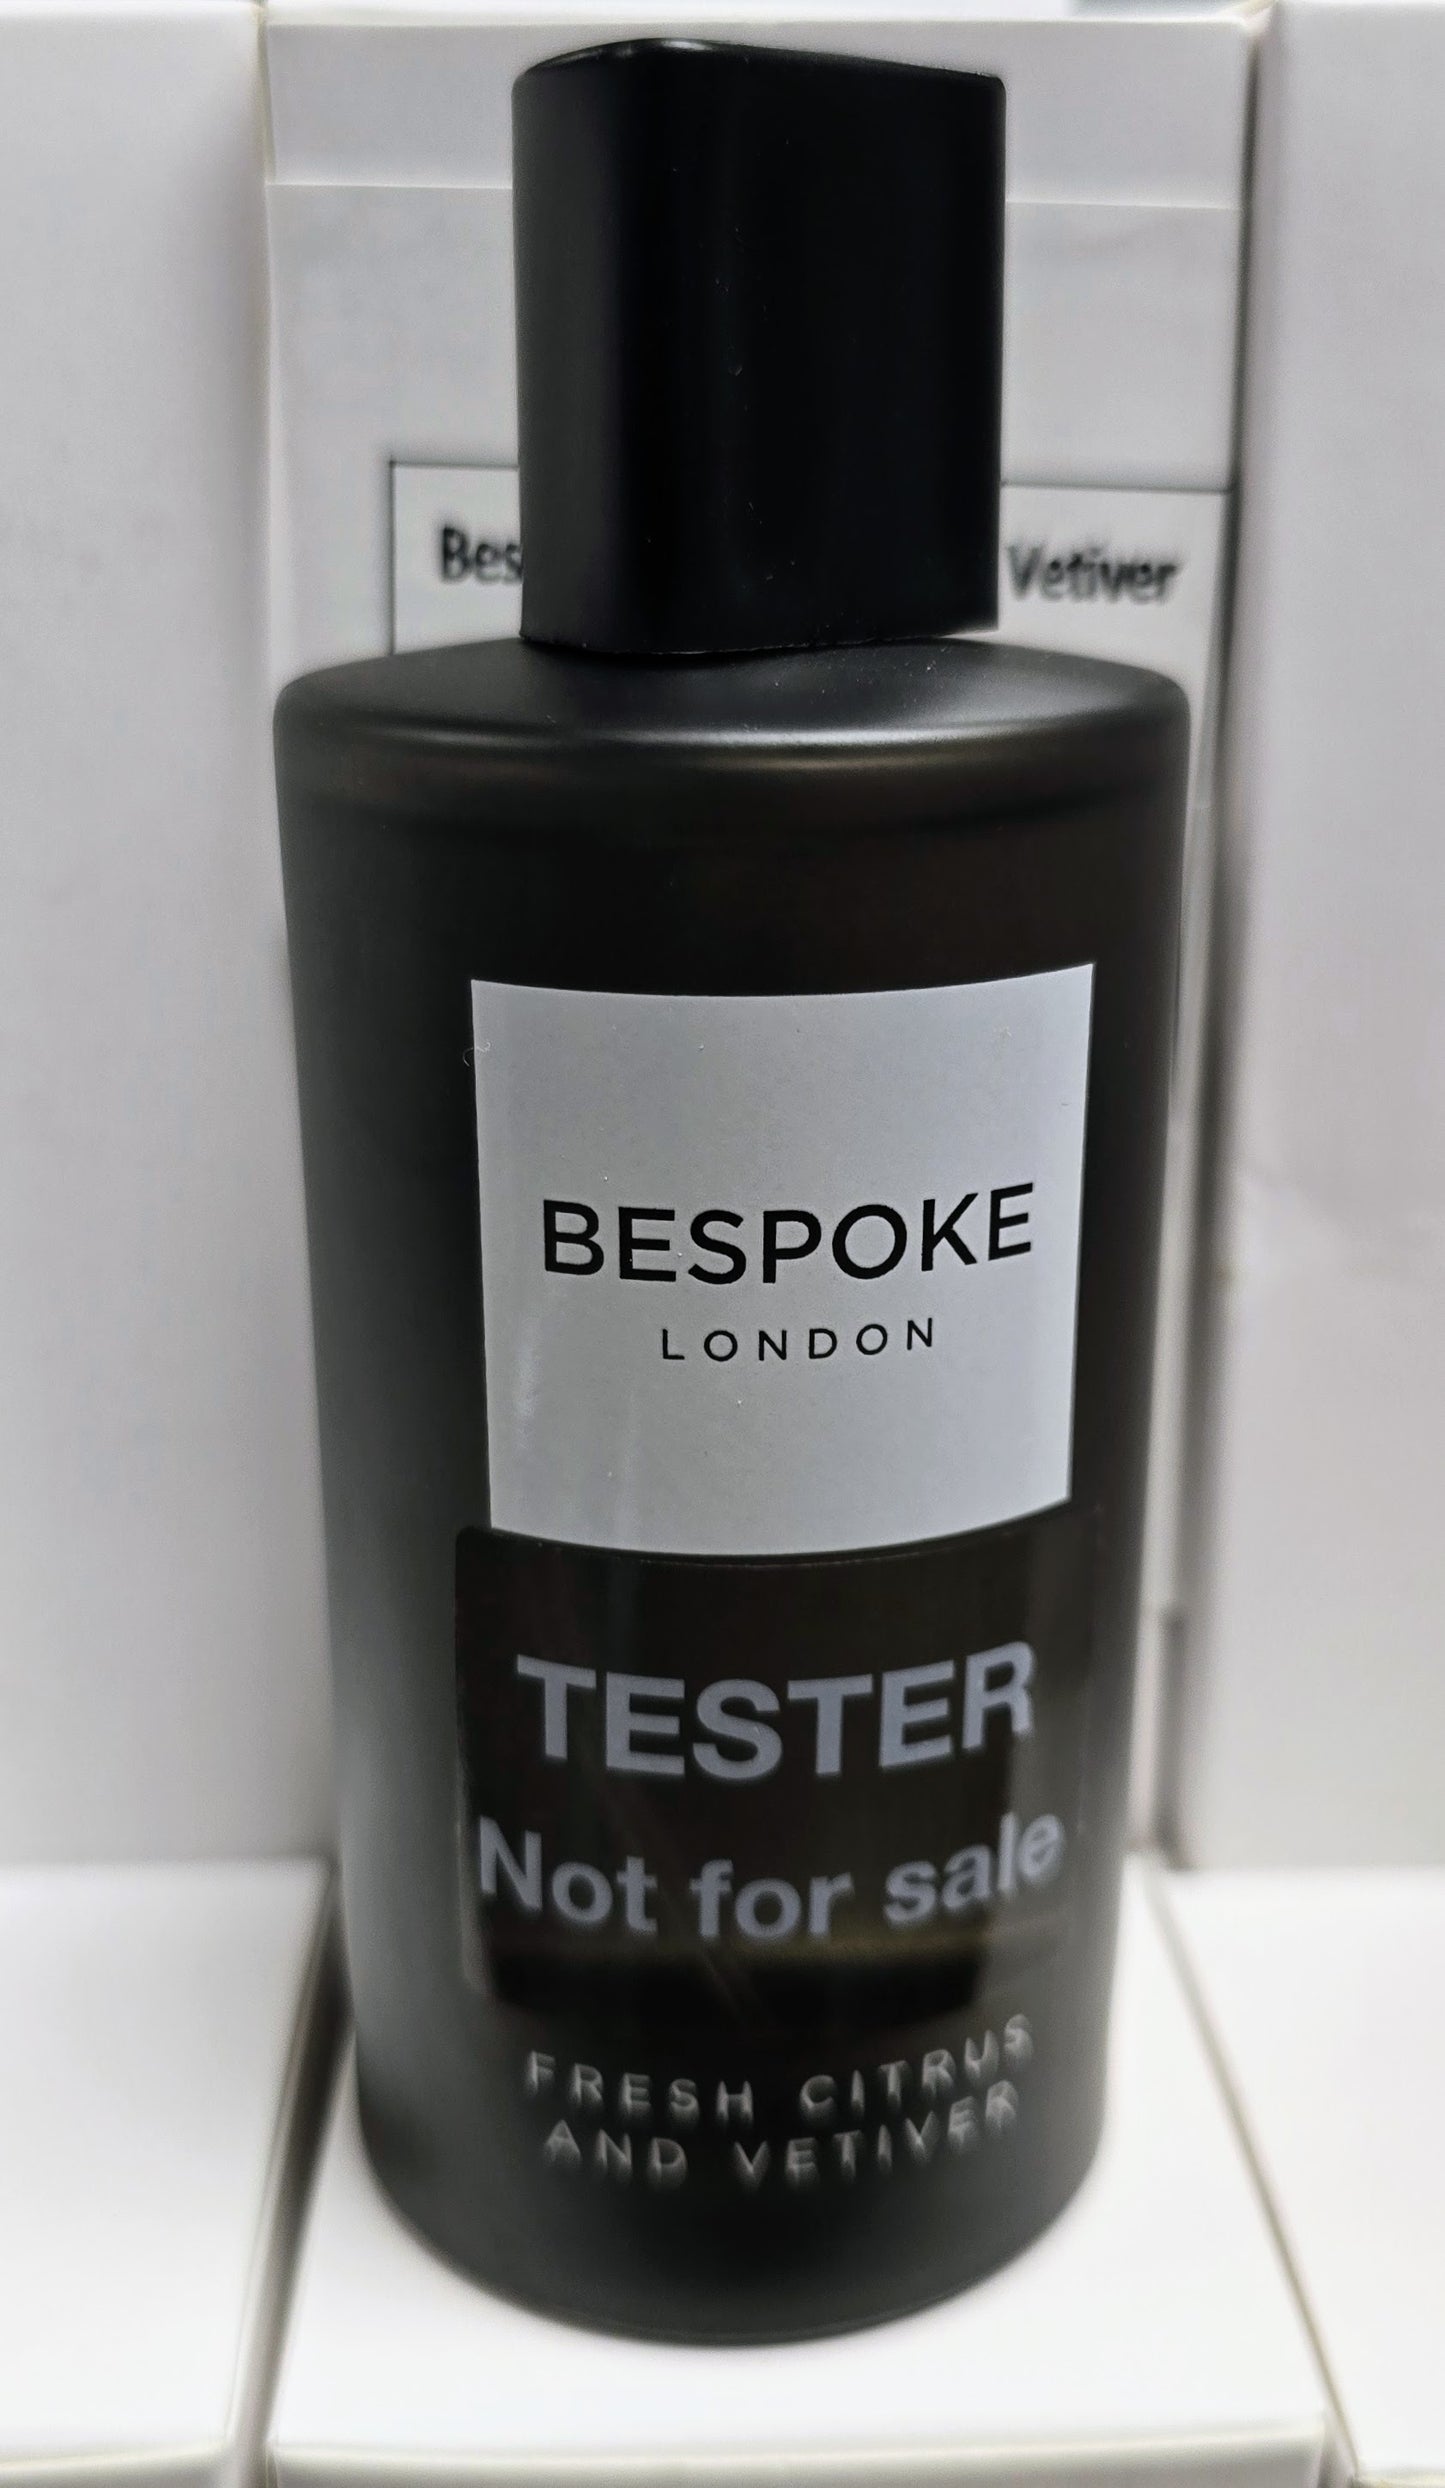 Bes
Vetiver
BESPOKE
LONDON
TESTER
Not for sale
FRESH CITRUS
AND VETIVER